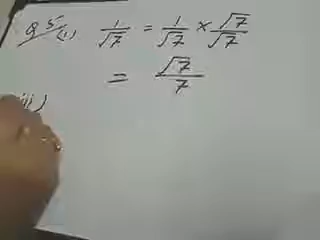 Q 5 (i) 1/√7 = 1/√7 × √7/√7
= √7/7
ii)